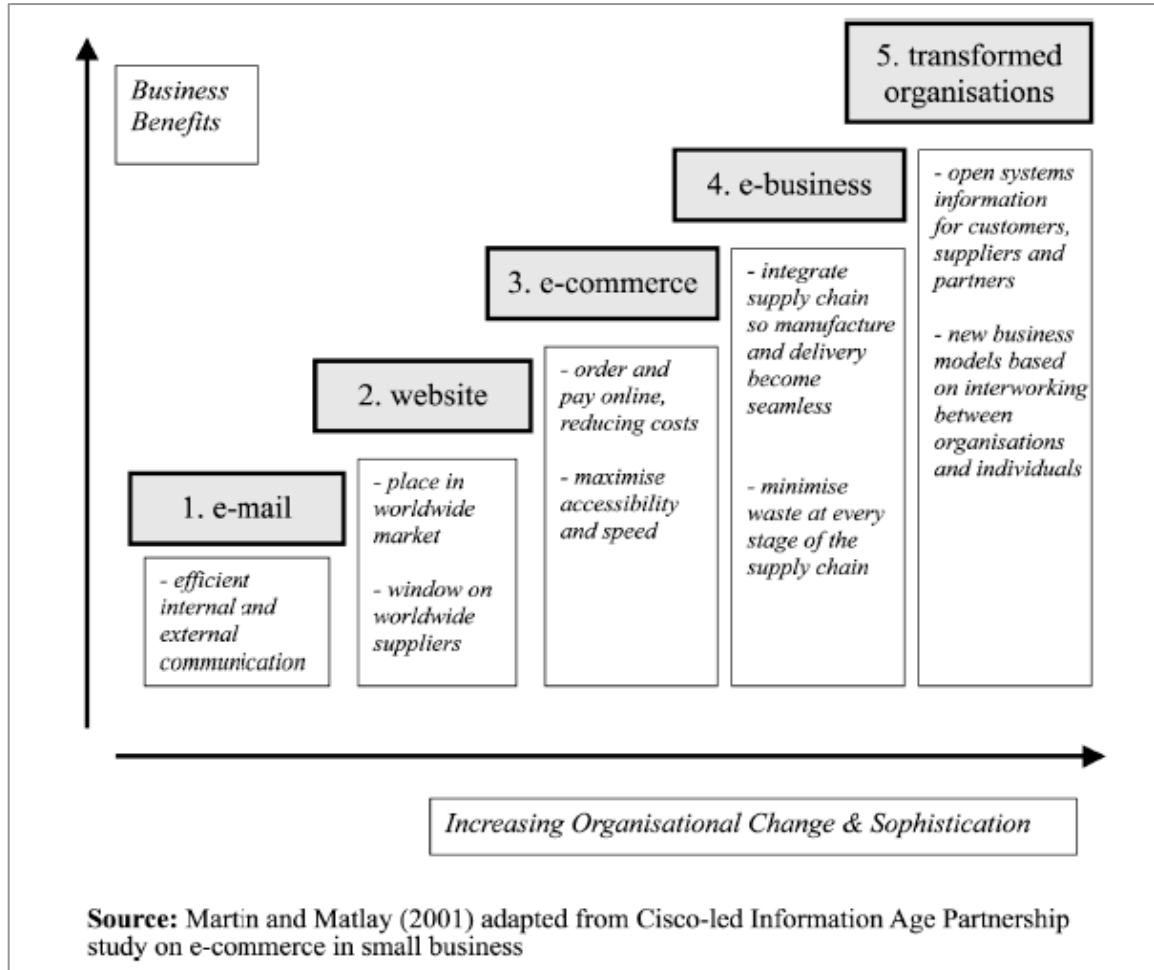 Business
Benefits
5. transformed
organisations
4. e-business
3. e-commerce
2. website
1. e-mail
- efficient
internal and
external
communication
- place in
worldwide
market
- window on
worldwide
suppliers
- order and
pay online,
reducing costs
- maximise
accessibility
and speed
- integrate
supply chain
so manufacture
and delivery
become
seamless
- minimise
waste at every
stage of the
supply chain
- open systems
information
for customers,
suppliers and
partners
- new business
models based
on interworking
between
organisations
and individuals
Increasing Organisational Change & Sophistication
Source: Martin and Matlay (2001) adapted from Cisco-led Information Age Partnership
study on e-commerce in small business